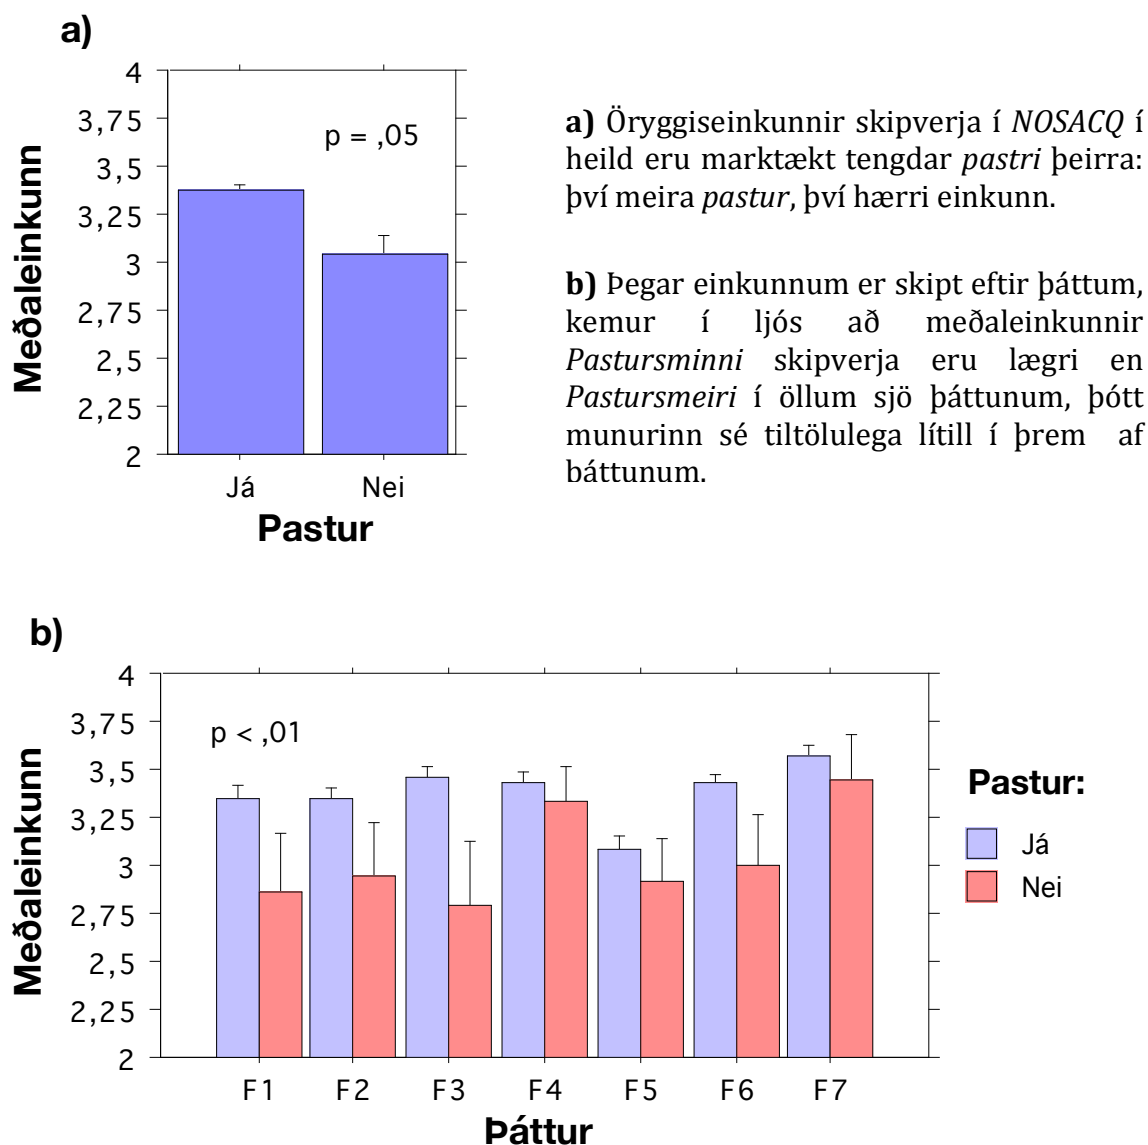 a)
4
3,75
3,5
3,25
3
2,75
2,5
2,25
2
Meðaleinkunn
p = ,05
Já
Nei
Pastur
a) Öryggiseinkunnir skipverja í NOSACQ í
heild eru marktækt tengdar pastri þeirra:
því meira pastur, því hærri einkunn.
b) Þegar einkunnum er skipt eftir þáttum,
kemur í ljós að meðaleinkunnir
Pastursminni skipverja eru lægri en
Pastursmeiri í öllum sjö þáttunum, þótt
munurinn sé tiltölulega lítill í þrem af
þáttunum.
b)
4
3,75
3,5
3,25
3
2,75
2,5
2,25
2
Meðaleinkunn
p < ,01
F1
F2
F3
F4
F5
F6
F7
Þáttur
Pastur:
Já
Nei